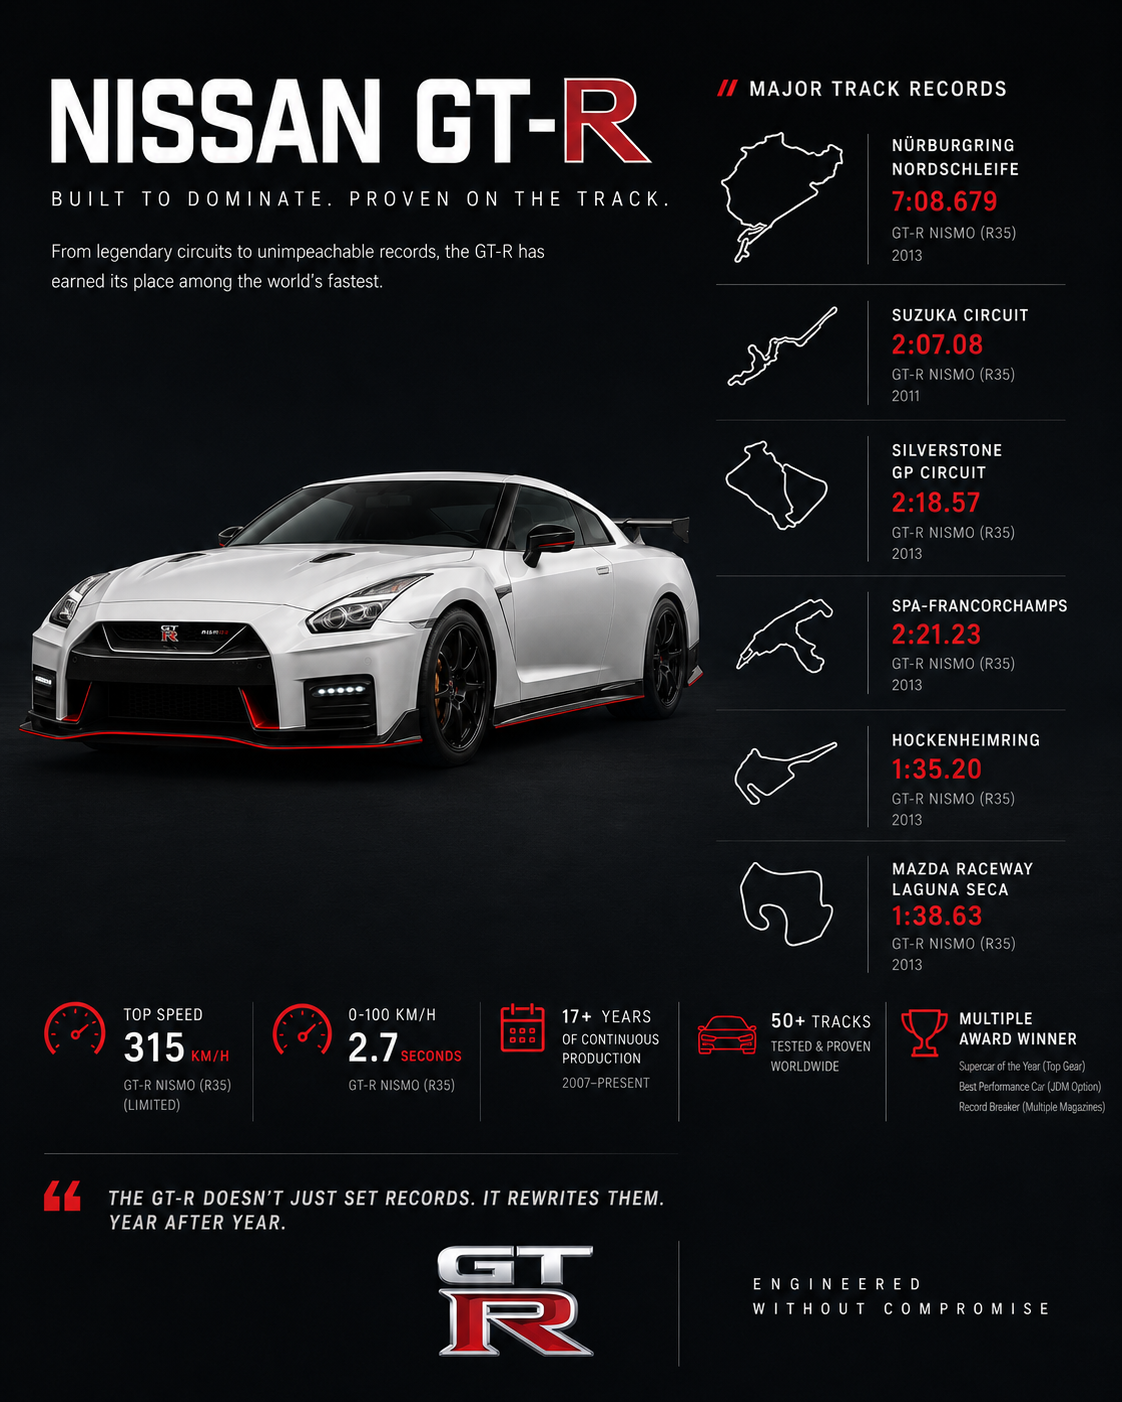 NISSAN GT-R
BUILT TO DOMINATE. PROVEN ON THE TRACK.
From legendary circuits to unimpeachable records, the GT-R has
earned its place among the world's fastest.
MAJOR TRACK RECORDS
NÜRBURGRING
NORDSCHLEIFE
7:08.679
GT-R NISMO (R35)
2013
SUZUKA CIRCUIT
2:07.08
GT-R NISMO (R35)
2011
SILVERSTONE
GP CIRCUIT
2:18.57
GT-R NISMO (R35)
2013
SPA-FRANCORCHAMPS
2:21.23
GT-R NISMO (R35)
2013
HOCKENHEIMRING
1:35.20
GT-R NISMO (R35)
2013
MAZDA RACEWAY
LAGUNA SECA
1:38.63
GT-R NISMO (R35)
2013
GT
R
NISMO
TOP SPEED
315 KM/H
GT-R NISMO (R35)
(LIMITED)
0-100 KM/H
2.7 SECONDS
GT-R NISMO (R35)
17+ YEARS
OF CONTINUOUS
PRODUCTION
2007–PRESENT
50+ TRACKS
TESTED & PROVEN
WORLDWIDE
MULTIPLE
AWARD WINNER
Supercar of the Year (Top Gear)
Best Performance Car (JDM Option)
Record Breaker (Multiple Magazines)
“ THE GT-R DOESN'T JUST SET RECORDS. IT REWRITES THEM.
YEAR AFTER YEAR.
GT
R
ENGINEERED
WITHOUT COMPROMISE